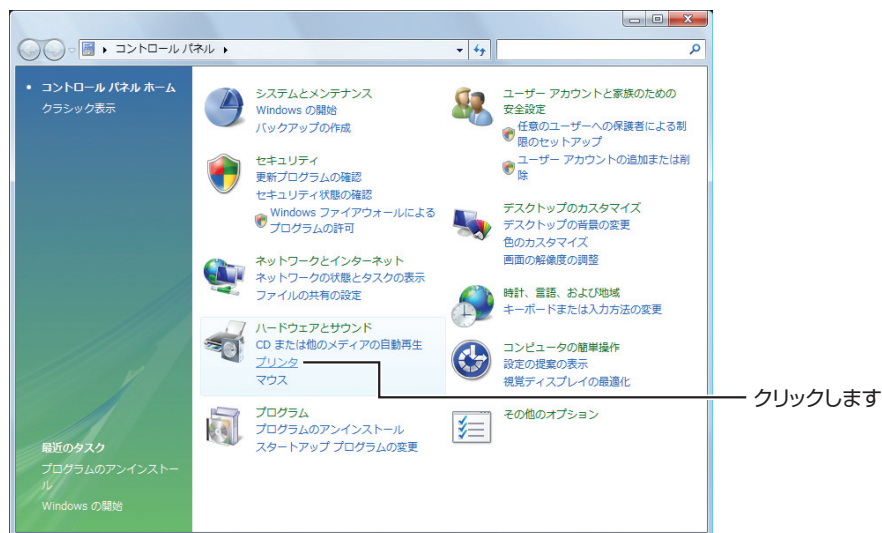 コントロール パネル
コントロール パネル ホーム
クラシック表示
システムとメンテナンス
Windows の開始
バックアップの作成
セキュリティ
更新プログラムの確認
セキュリティ状態の確認
Windows ファイアウォールによる
プログラムの許可
ネットワークとインターネット
ネットワークの状態とタスクの表示
ファイルの共有の設定
ハードウェアとサウンド
CD または他のメディアの自動再生
プリンタ
マウス
プログラム
プログラムのアンインストール
スタートアップ プログラムの変更
ユーザー アカウントと家族のための
安全設定
任意のユーザーへの保護者による制
限のセットアップ
ユーザー アカウントの追加または削
除
デスクトップのカスタマイズ
デスクトップの背景の変更
色のカスタマイズ
画面の解像度の調整
時計、言語、および地域
キーボードまたは入力方法の変更
コンピュータの簡単操作
設定の提案の表示
視覚ディスプレイの最適化
その他のオプション
クリックします
最近のタスク
プログラムのアンインストー
ル
Windows の開始